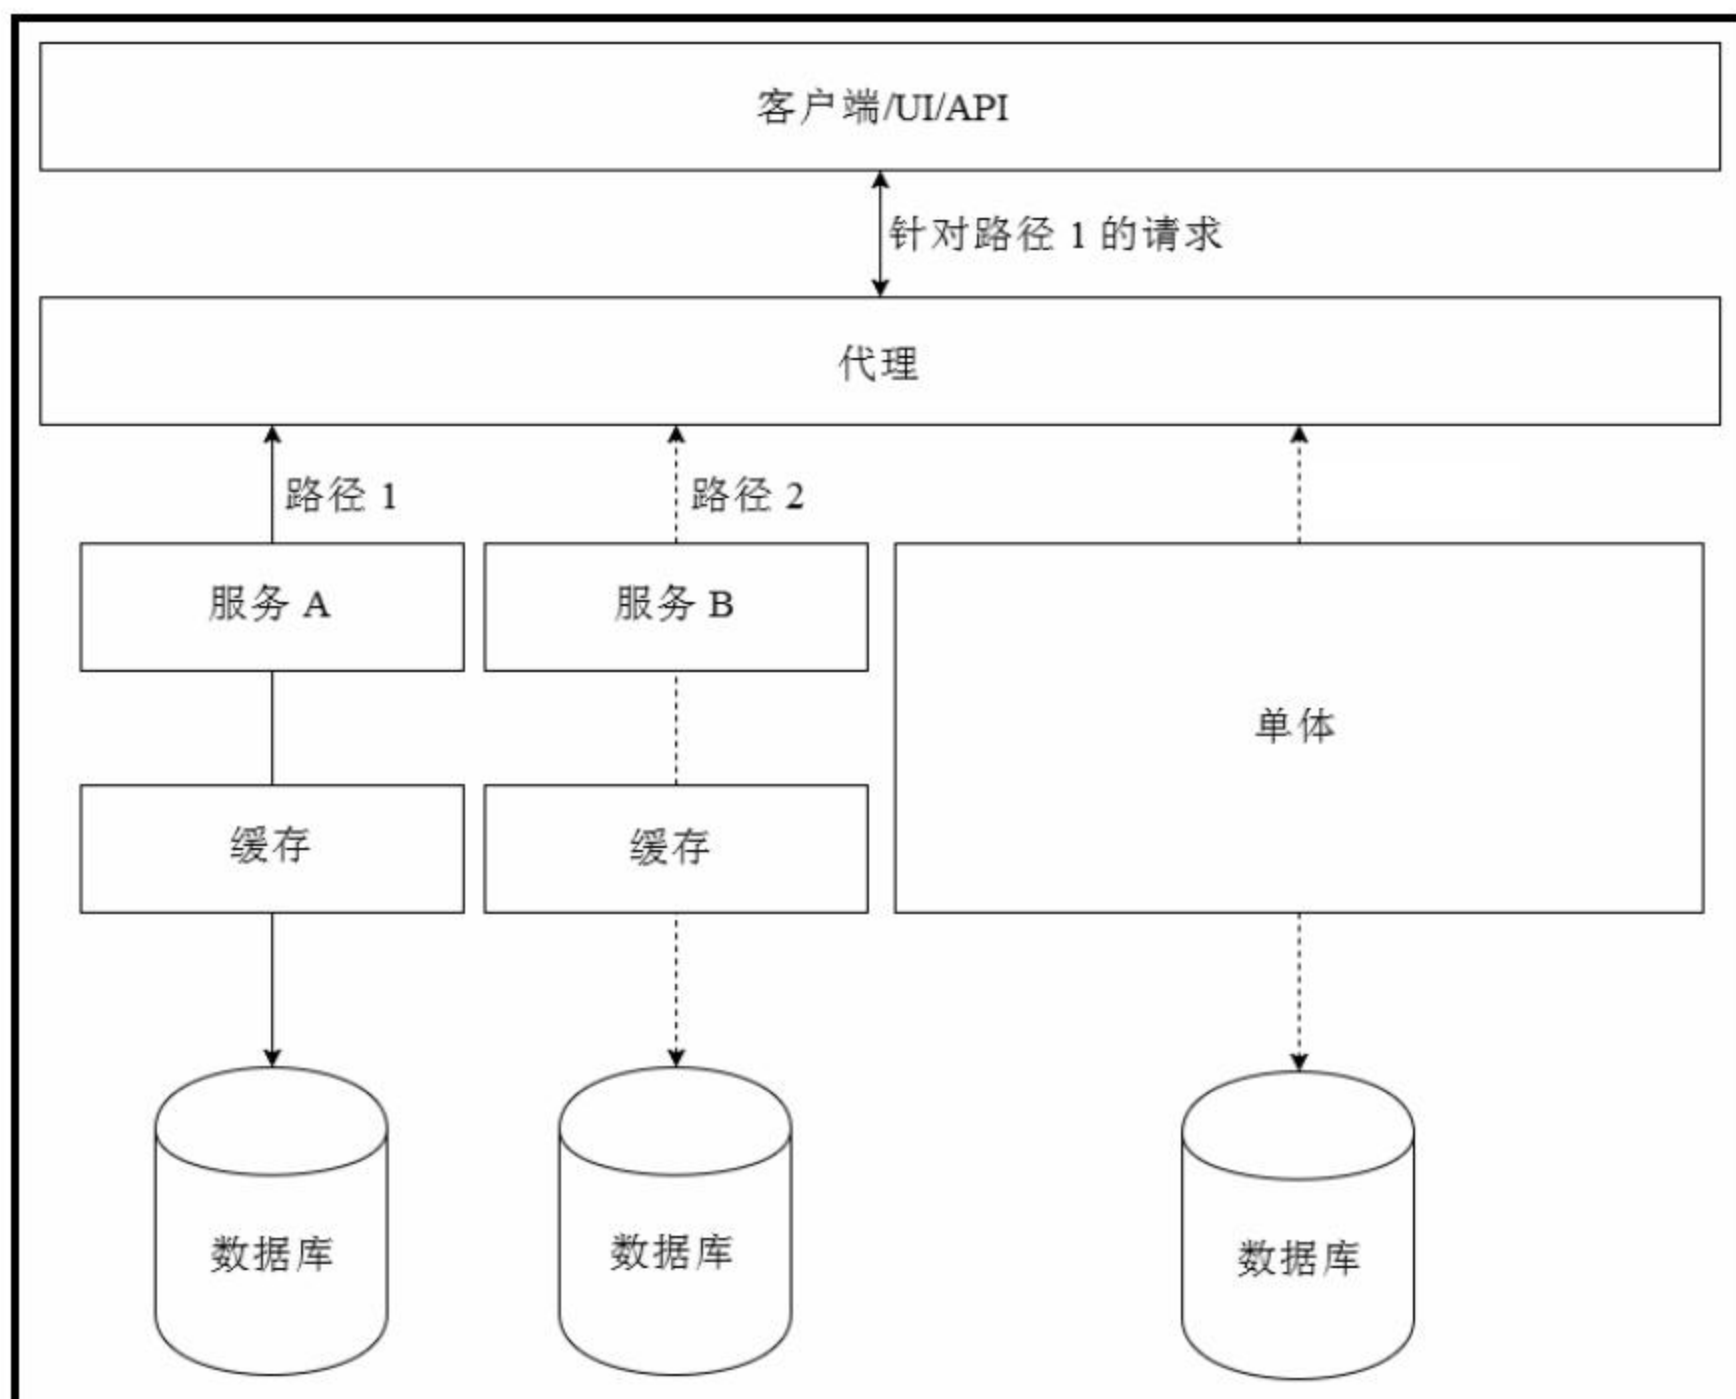 客户端/UI/API
针对路径 1 的请求
代理
路径 1
路径 2
服务 A
服务 B
单体
缓存
缓存
数据库
数据库
数据库